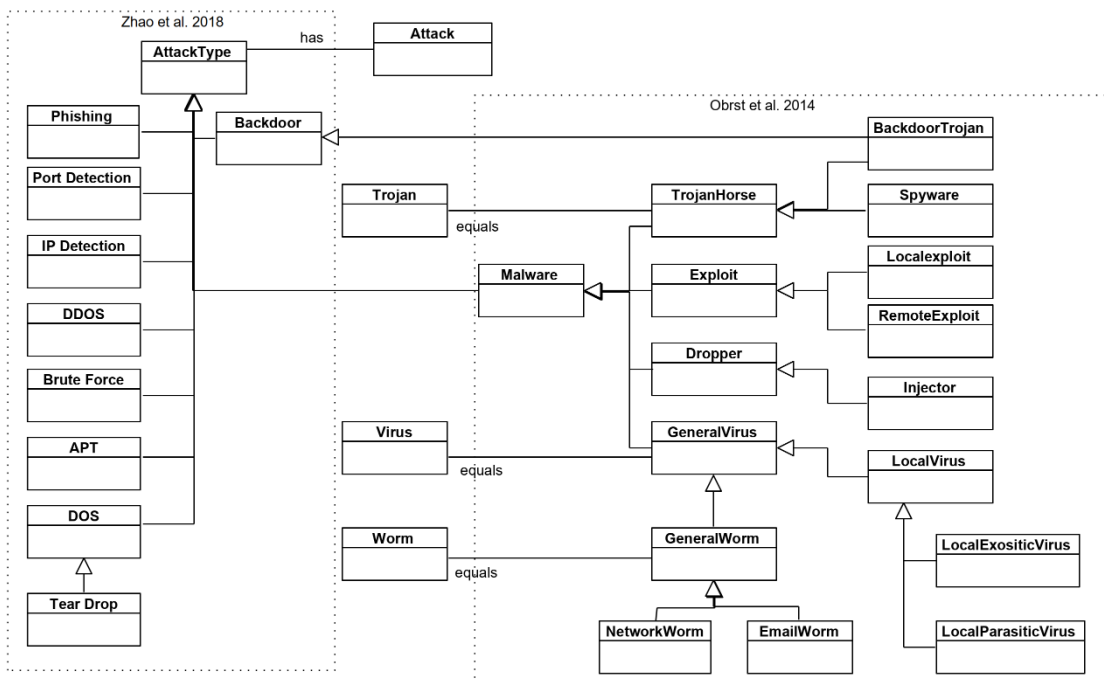 Zhao et al. 2018
AttackType
has
Attack
Obrst et al. 2014
Phishing
Backdoor
BackdoorTrojan
Port Detection
Trojan
equals
TrojanHorse
Spyware
IP Detection
Malware
Exploit
Localexploit
DDOS
RemoteExploit
Brute Force
Dropper
Injector
APT
Virus
equals
GeneralVirus
LocalVirus
DOS
Worm
equals
GeneralWorm
LocalExositicVirus
Tear Drop
NetworkWorm
EmailWorm
LocalParasiticVirus